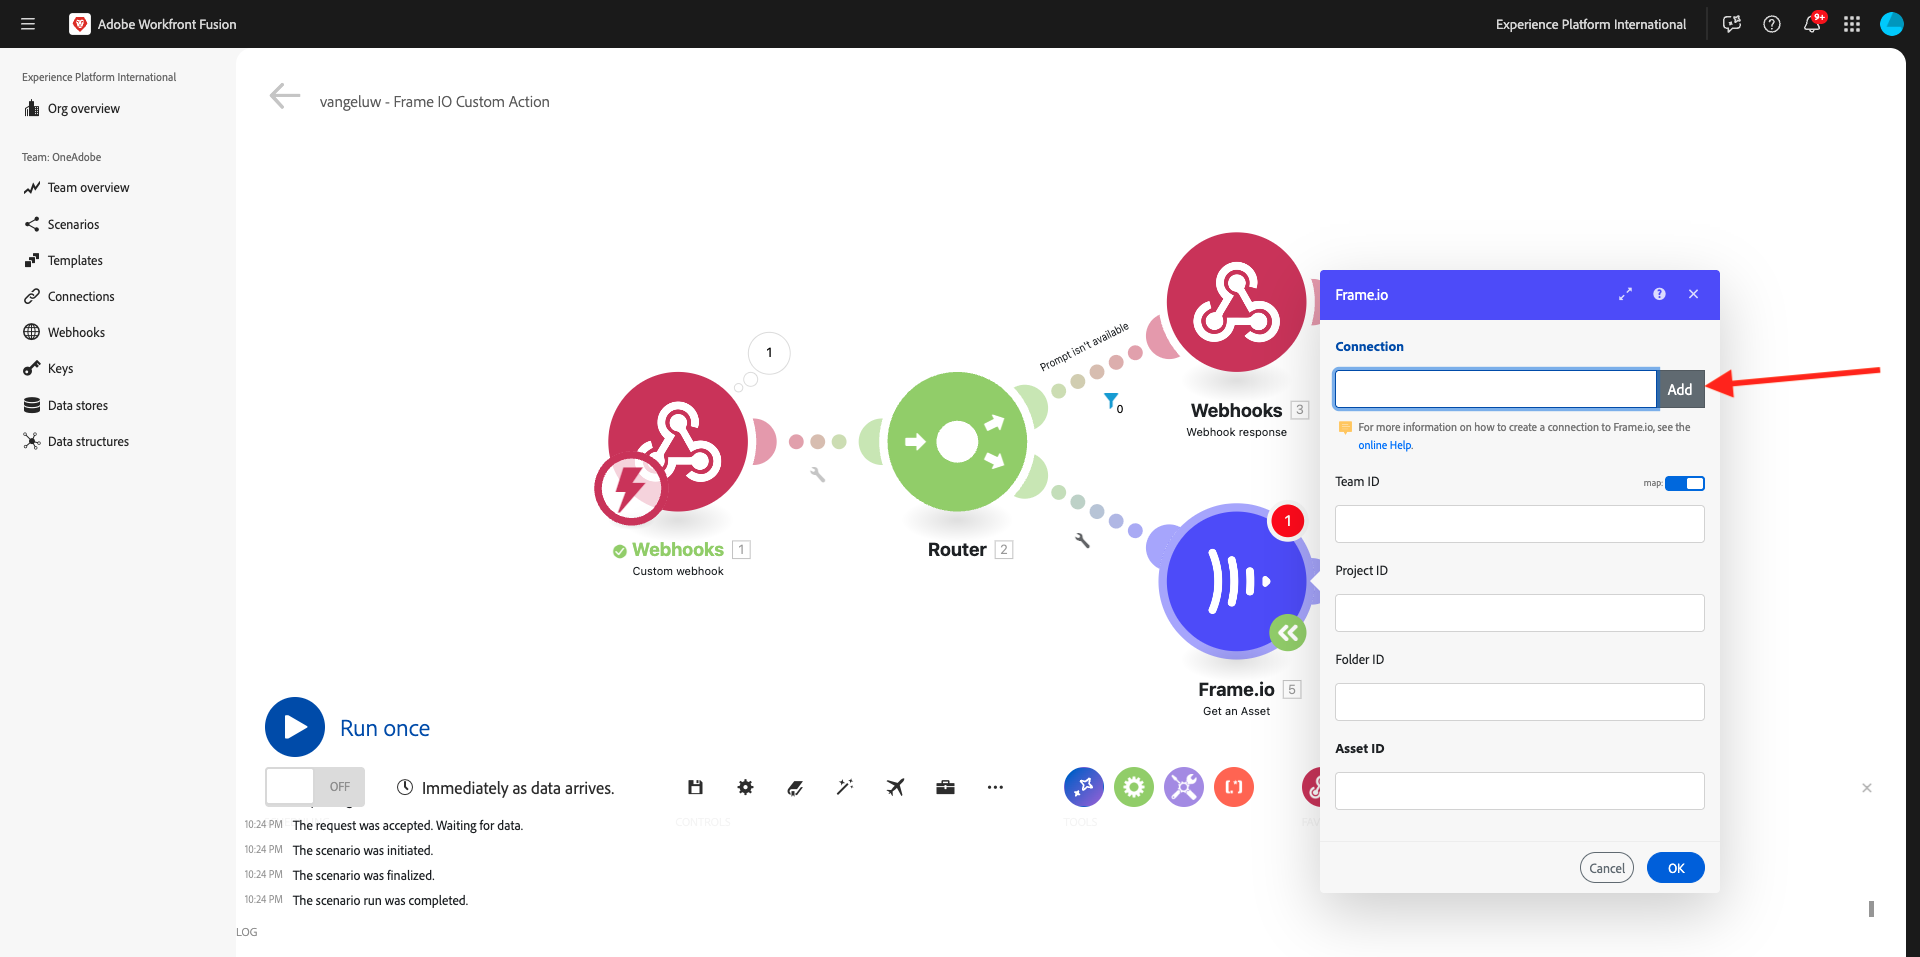 Adobe Workfront Fusion
Experience Platform International
9+
Experience Platform International
Org overview
Team: OneAdobe
Team overview
Scenarios
Templates
Connections
Webhooks
Keys
Data stores
Data structures
vangeluw - Frame IO Custom Action
1
Webhooks 1
Custom webhook
Router 2
Prompt isn't available
0
Webhooks 3
Webhook response
1
Frame.io 5
Get an Asset
Frame.io
Connection
Add
For more information on how to create a connection to Frame.io, see the
online Help.
Team ID
map:
Project ID
Folder ID
Asset ID
Cancel
OK
Run once
OFF
Immediately as data arrives.
CONTROLS
TOOLS
10:24 PM The request was accepted. Waiting for data.
10:24 PM The scenario was initiated.
10:24 PM The scenario was finalized.
10:24 PM The scenario run was completed.
LOG